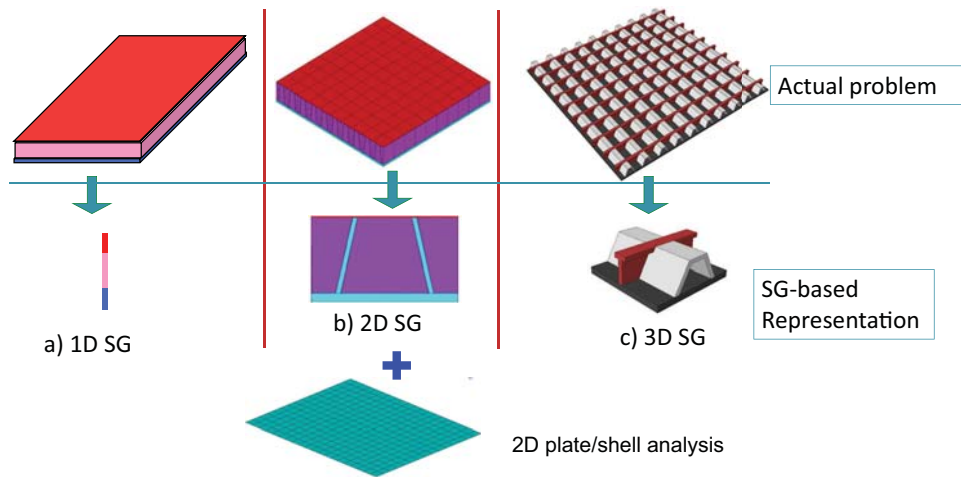 Actual problem
a) 1D SG
b) 2D SG
c) 3D SG
SG-based
Representation
2D plate/shell analysis